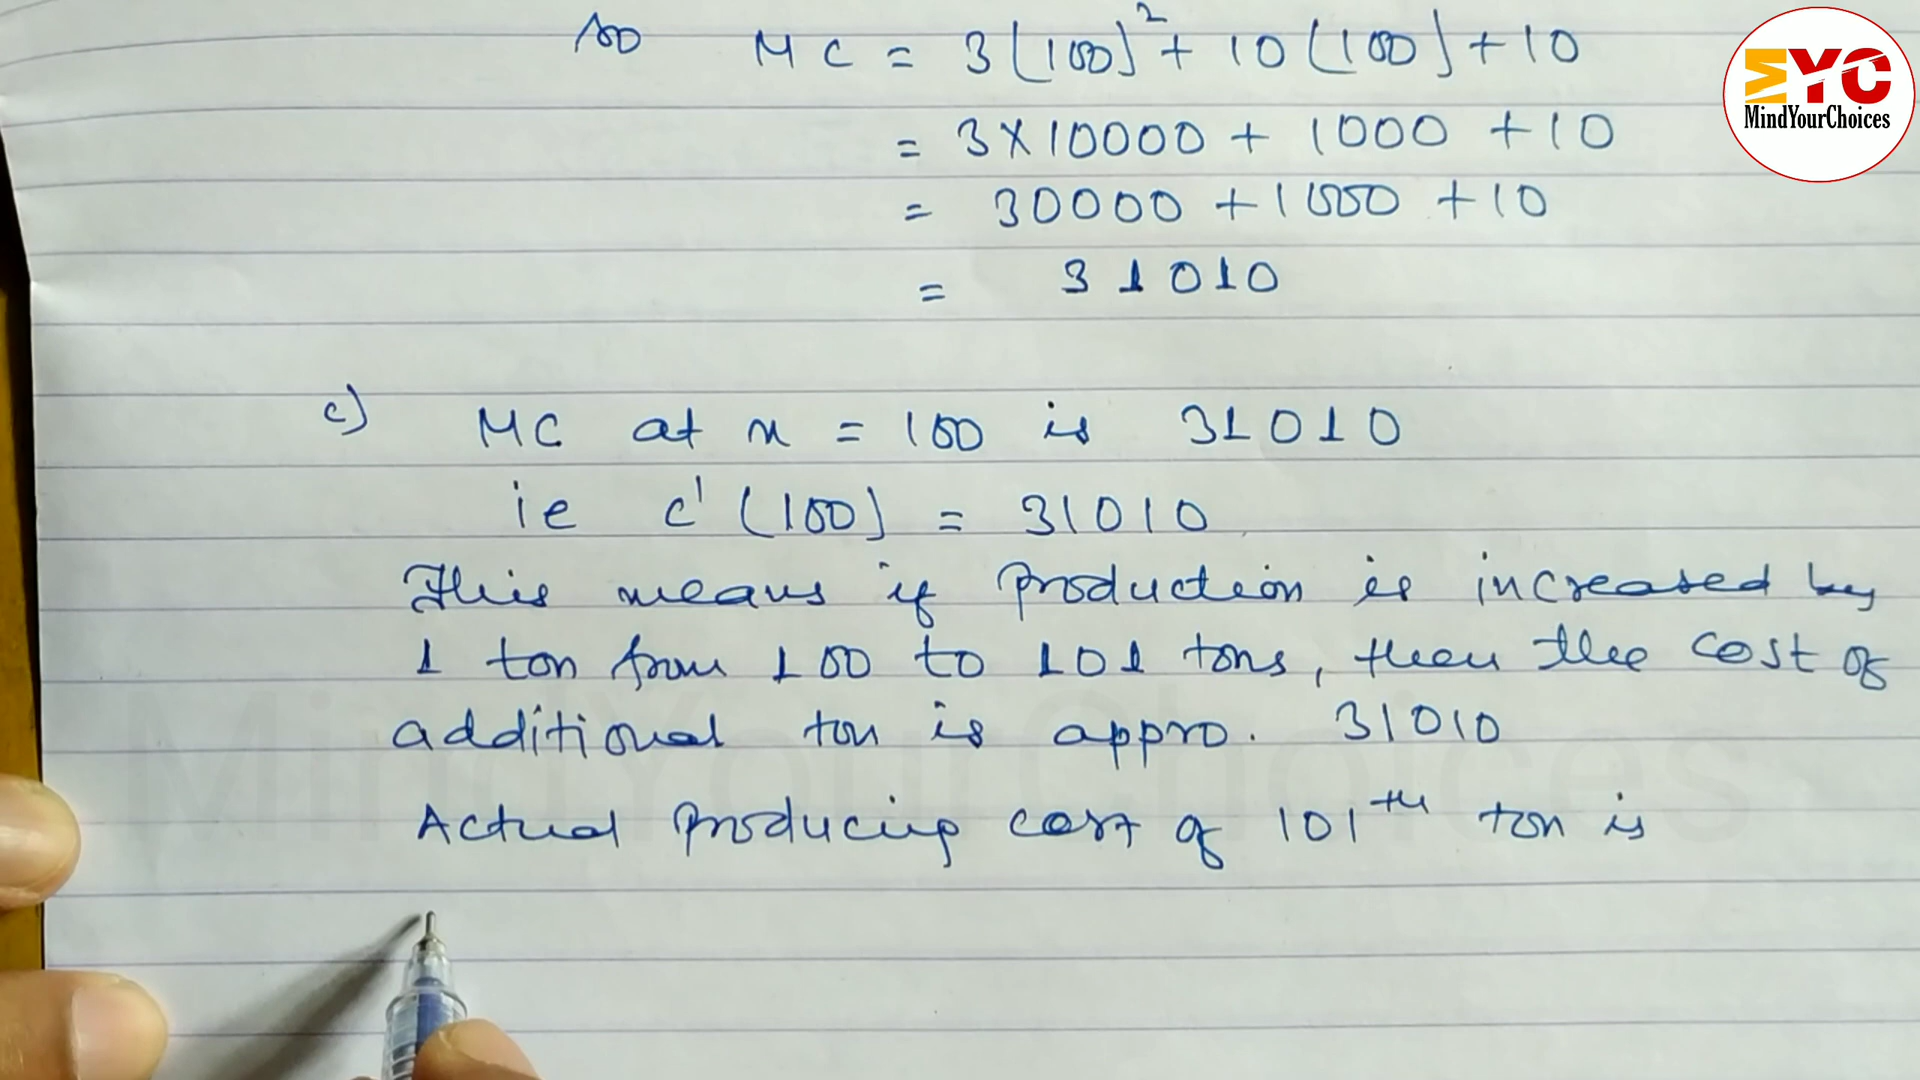 so MC = 3(100)² + 10(100) + 10
= 3×10000 + 1000 + 10
= 30000 + 1000 + 10
= 31010
c) MC at x = 100 is 31010
ie c'(100) = 31010
This means if production is increased by
1 ton from 100 to 101 tons, then the cost of
additional ton is appro. 31010
Actual producing cost of 101th ton is
MYC
MindYourChoices
MindYourChoices